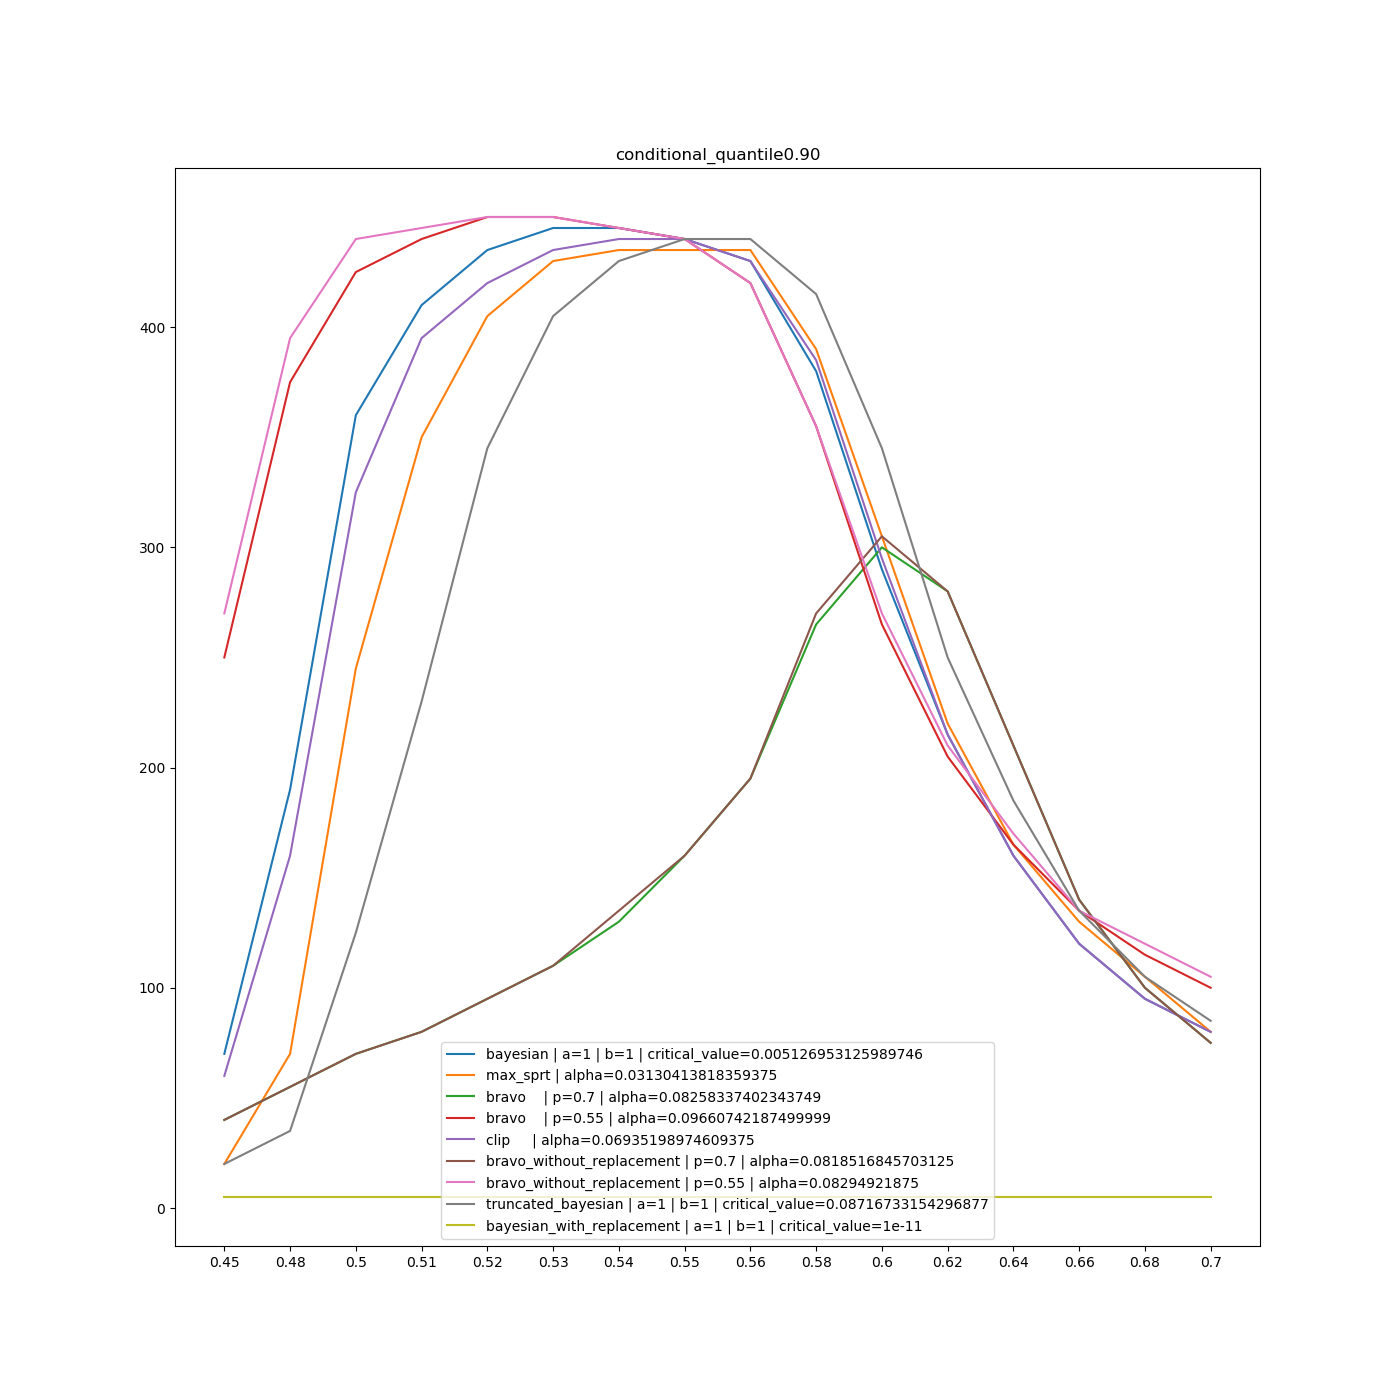 conditional_quantile0.90
400
300
200
100
0
bayesian | a=1 | b=1 | critical_value=0.005126953125989746
max_sprt | alpha=0.03130413818359375
bravo    | p=0.7 | alpha=0.08258337402343749
bravo    | p=0.55 | alpha=0.09660742187499999
clip     | alpha=0.06935198974609375
bravo_without_replacement | p=0.7 | alpha=0.0818516845703125
bravo_without_replacement | p=0.55 | alpha=0.08294921875
truncated_bayesian | a=1 | b=1 | critical_value=0.08716733154296877
bayesian_with_replacement | a=1 | b=1 | critical_value=1e-11
0.45 0.48 0.5 0.51 0.52 0.53 0.54 0.55 0.56 0.58 0.6 0.62 0.64 0.66 0.68 0.7